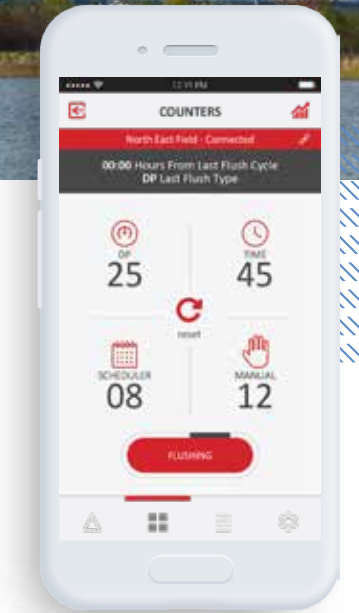 COUNTERS
North East Field - Connected
00:00 Hours From Last Flush Cycle
DP Last Flush Type
DP
25
TIME
45
reset
SCHEDULER
08
MANUAL
12
FLUSHING